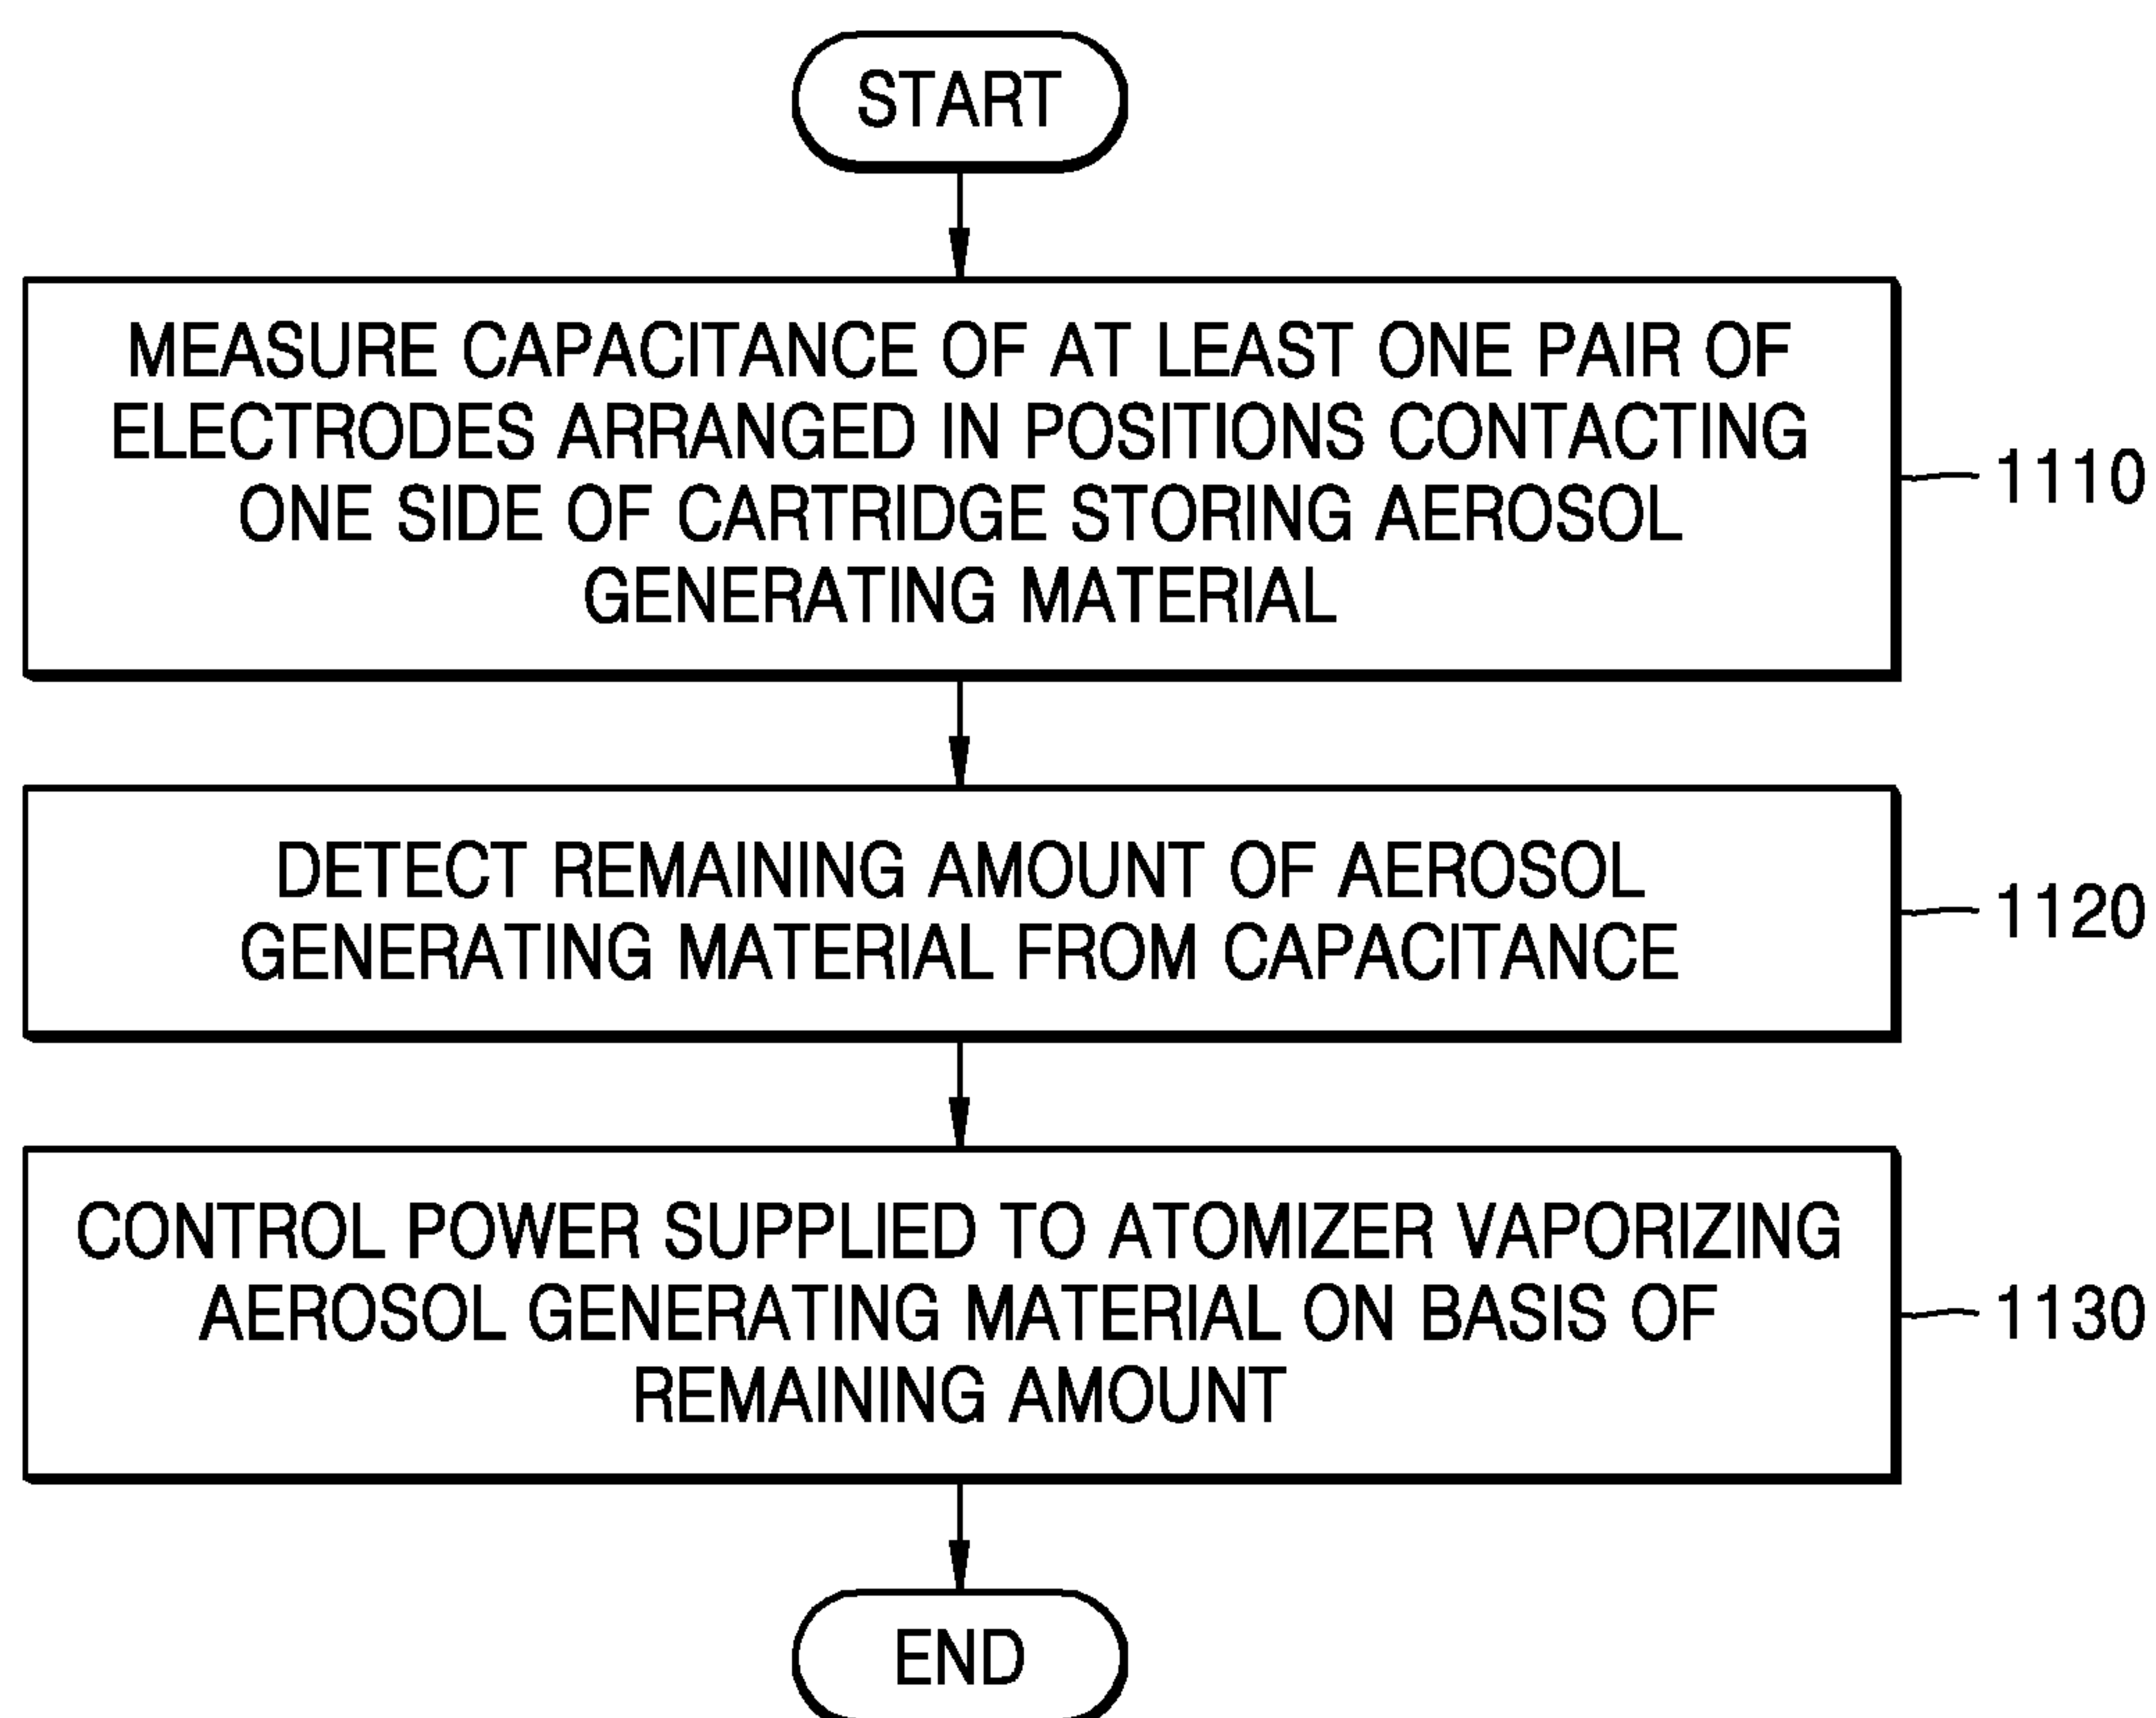 START
MEASURE CAPACITANCE OF AT LEAST ONE PAIR OF
ELECTRODES ARRANGED IN POSITIONS CONTACTING
ONE SIDE OF CARTRIDGE STORING AEROSOL
GENERATING MATERIAL
1110
DETECT REMAINING AMOUNT OF AEROSOL
GENERATING MATERIAL FROM CAPACITANCE
1120
CONTROL POWER SUPPLIED TO ATOMIZER VAPORIZING
AEROSOL GENERATING MATERIAL ON BASIS OF
REMAINING AMOUNT
1130
END